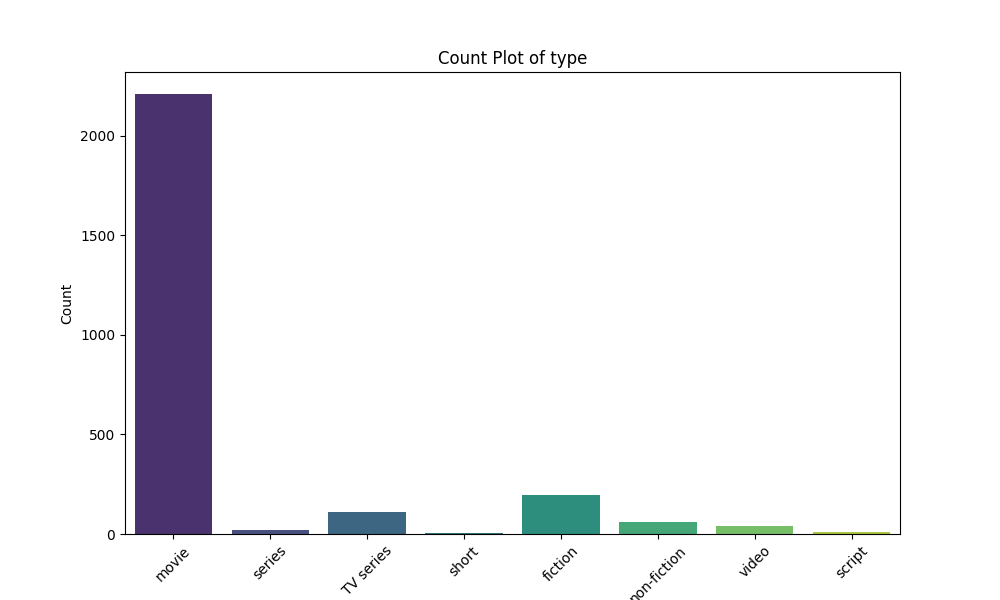 Count Plot of type
Count
2000
1500
1000
500
0
movie
series
TV series
short
fiction
non-fiction
video
script